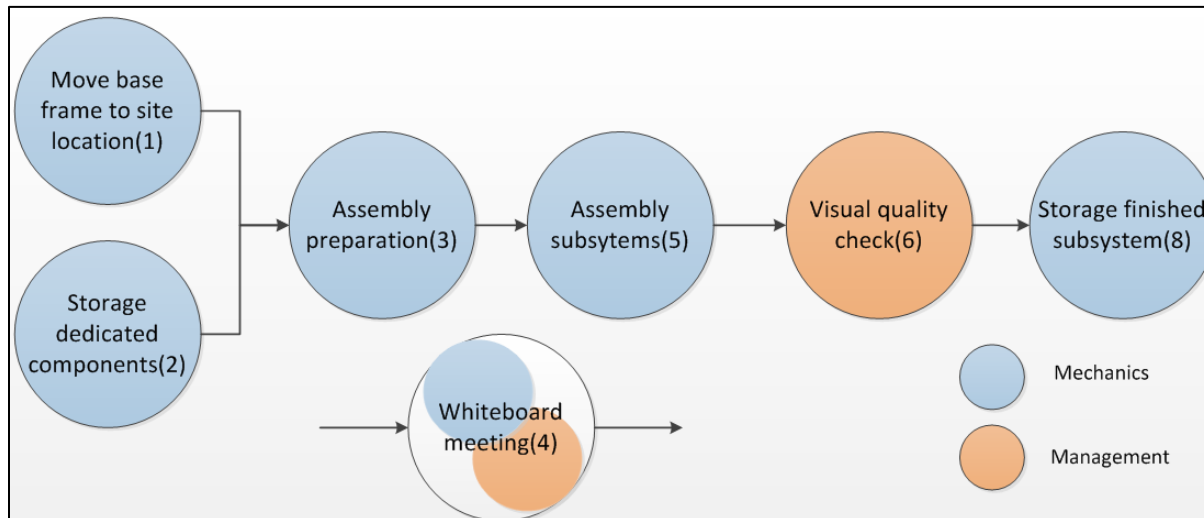 Move base
frame to site
location(1)
Storage
dedicated
components(2)
Assembly
preparation(3)
Assembly
subsytems(5)
Visual quality
check(6)
Storage finished
subsystem(8)
Whiteboard
meeting(4)
Mechanics
Management